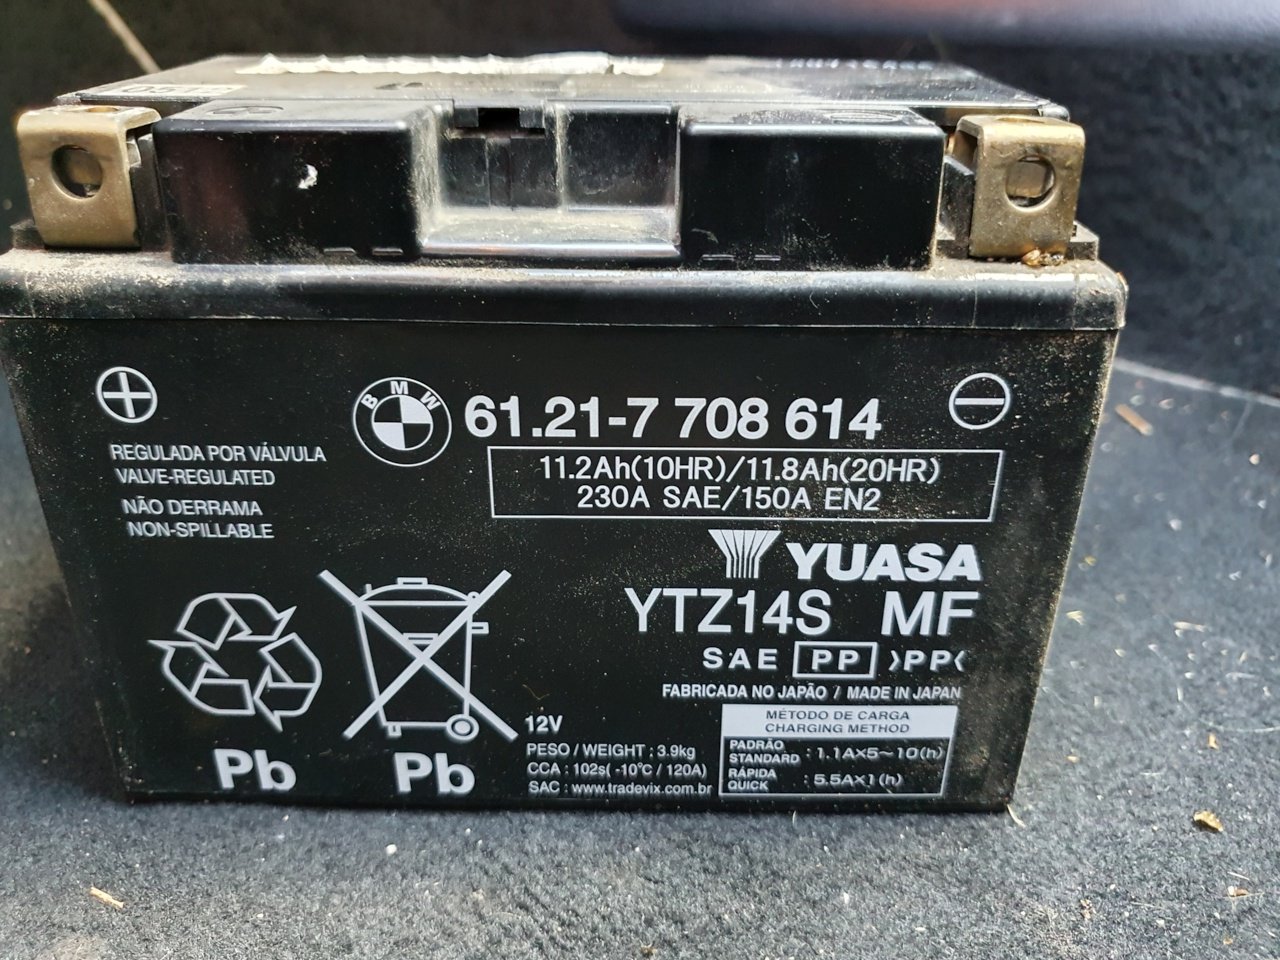 BMW
61.21-7 708 614
11.2Ah(10HR)/11.8Ah(20HR)
230A SAE/150A EN2
REGULADA POR VÁLVULA
VALVE-REGULATED
NÃO DERRAMA
NON-SPILLABLE
YUASA
YTZ14S MF
SAE PP >PP<
FABRICADA NO JAPÃO / MADE IN JAPAN
Pb
Pb
12V
PESO / WEIGHT : 3.9kg
CCA : 102s( -10℃ / 120A)
SAC : www.tradevix.com.br
MÉTODO DE CARGA
CHARGING METHOD
PADRÃO
STANDARD : 1.1A×5~10(h)
RÁPIDA
QUICK : 5.5A×1(h)